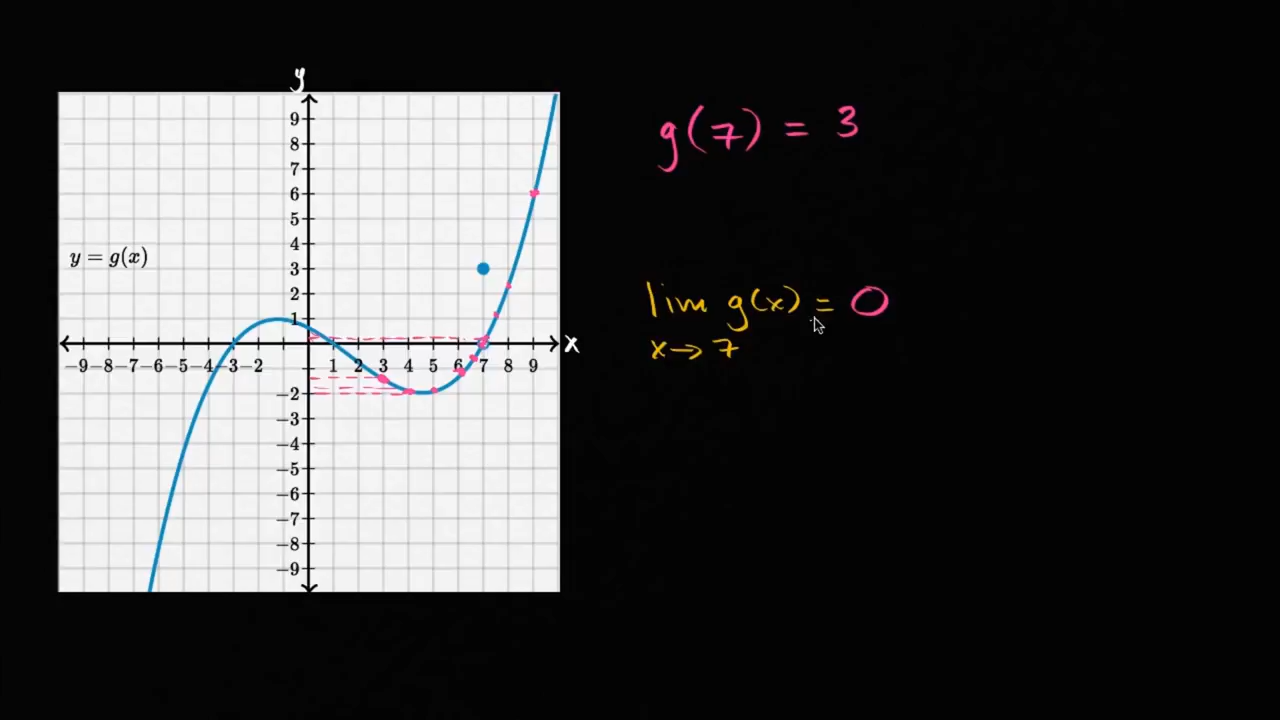 y
9
8
7
6
5
4
3
2
1
y = g(x)
x
−9 −8 −7 −6 −5 −4 −3 −2 1 2 3 4 5 6 7 8 9
−2
−3
−4
−5
−6
−7
−8
−9
g(7) = 3
lim g(x) = 0
x → 7